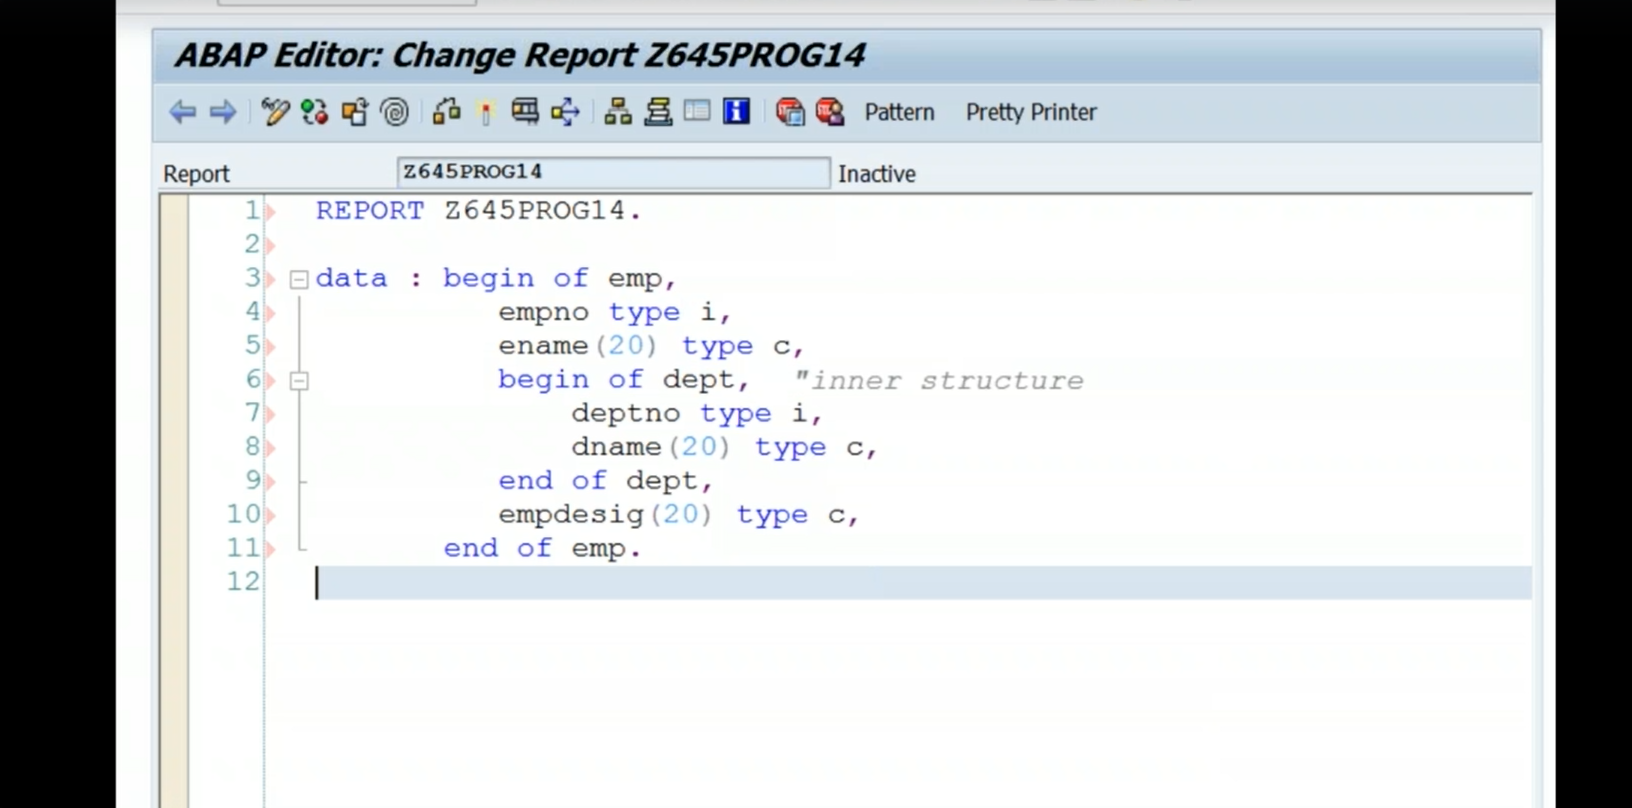 ABAP Editor: Change Report Z645PROG14
Pattern Pretty Printer
Report Z645PROG14 Inactive
1 REPORT Z645PROG14.
2
3 data : begin of emp,
4 empno type i,
5 ename(20) type c,
6 begin of dept, "inner structure
7 deptno type i,
8 dname(20) type c,
9 end of dept,
10 empdesig(20) type c,
11 end of emp.
12